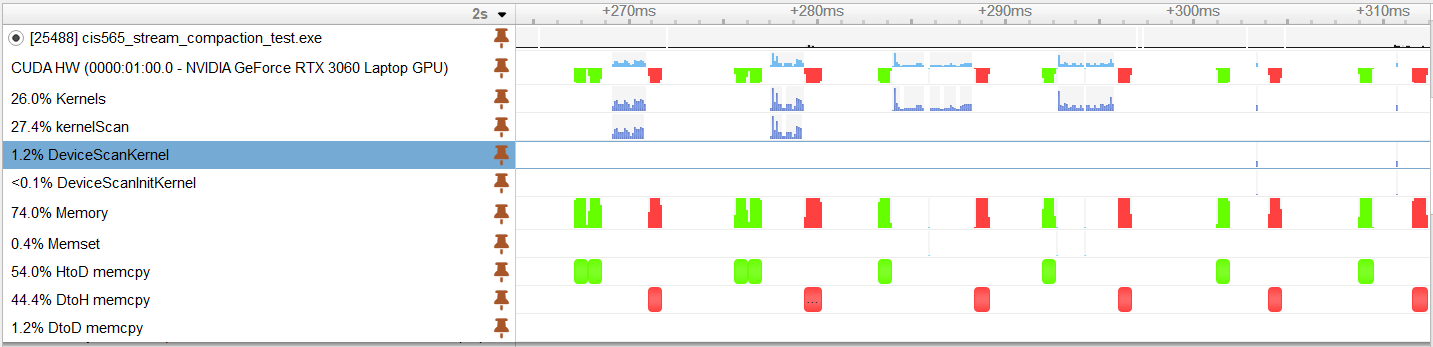 2s +270ms +280ms +290ms +300ms +310ms
[25488] cis565_stream_compaction_test.exe
CUDA HW (0000:01:00.0 - NVIDIA GeForce RTX 3060 Laptop GPU)
26.0% Kernels
27.4% kernelScan
1.2% DeviceScanKernel
<0.1% DeviceScanInitKernel
74.0% Memory
0.4% Memset
54.0% HtoD memcpy
44.4% DtoH memcpy ...
1.2% DtoD memcpy